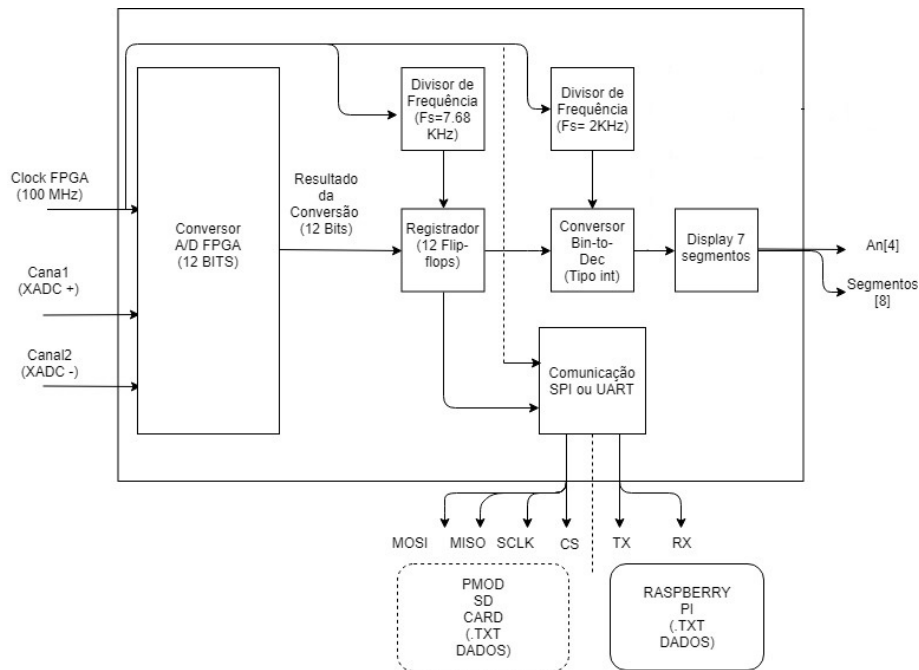 Divisor de
Frequência
(Fs=7.68
KHz)
Divisor de
Frequência
(Fs= 2KHz)
Clock FPGA
(100 MHz)
Conversor
A/D FPGA
(12 BITS)
Resultado
da
Conversão
(12 Bits)
Registrador
(12 Flip-
flops)
Conversor
Bin-to-
Dec
(Tipo int)
Display 7
segmentos
An[4]
Segmentos
[8]
Cana1
(XADC +)
Canal2
(XADC -)
Comunicação
SPI ou UART
MOSI MISO SCLK CS TX RX
PMOD
SD
CARD
(.TXT
DADOS)
RASPBERRY
PI
(.TXT
DADOS)